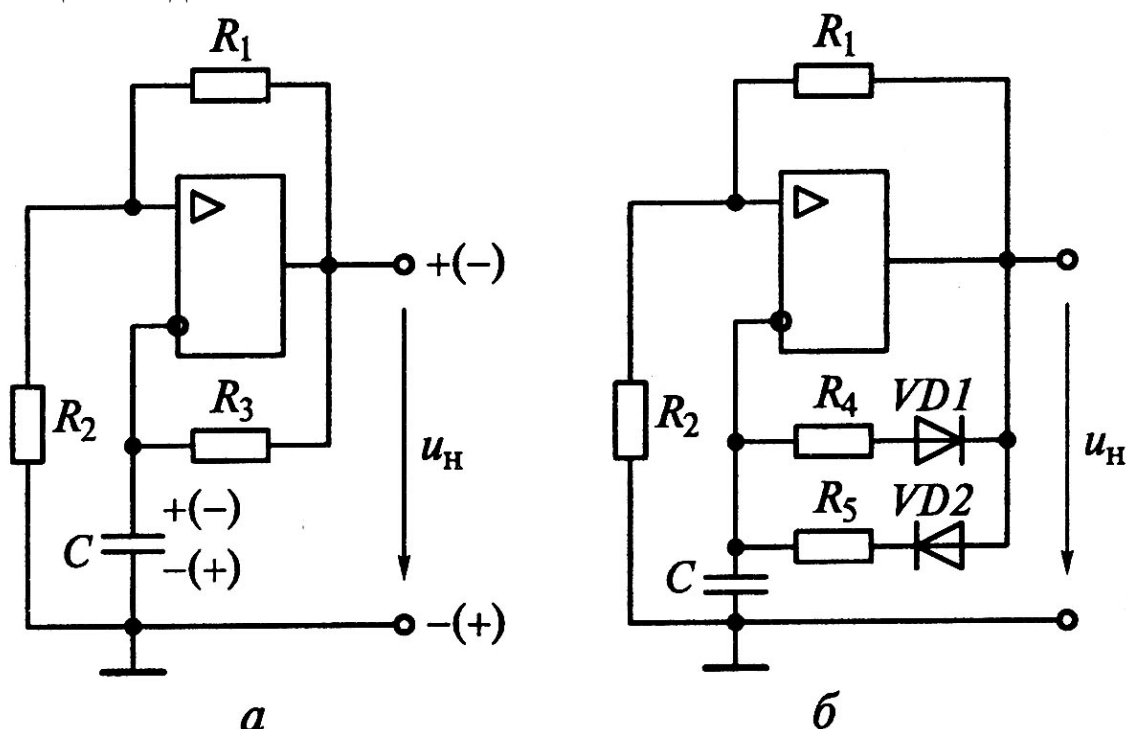 R₁
R₂
R₃
C
+(−)
−(+)
+(−)
uн
−(+)
а
R₁
R₂
R₄ VD1
R₅ VD2
C
uн
б